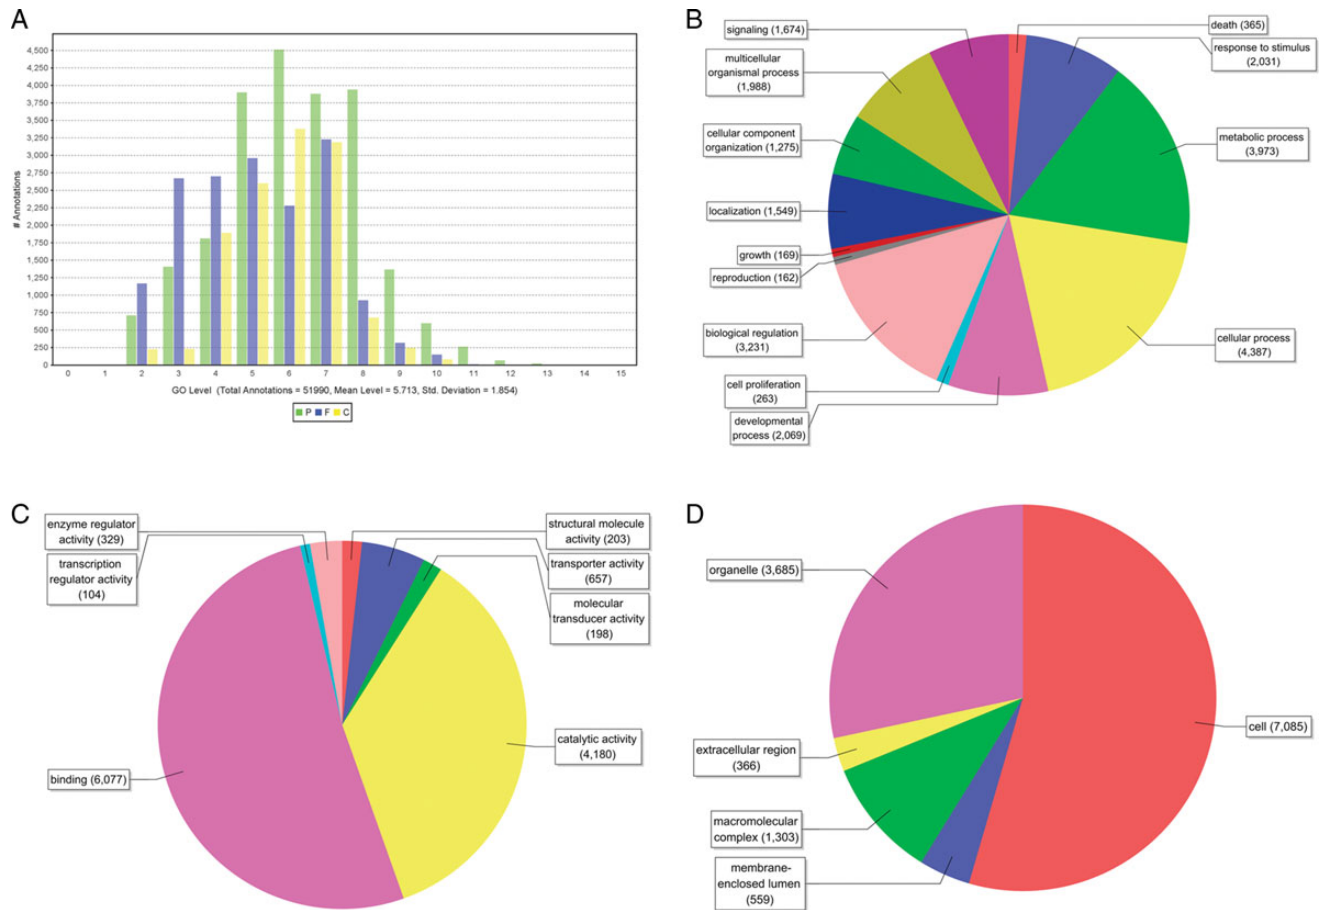 A
4,500
4,250
4,000
3,750
3,500
3,250
3,000
2,750
2,500
2,250
2,000
1,750
1,500
1,250
1,000
750
500
250
0
# Annotations
0 1 2 3 4 5 6 7 8 9 10 11 12 13 14 15
GO Level (Total Annotations = 51990, Mean Level = 5.713, Std. Deviation = 1.854)
P F C
B
signaling (1,674)
multicellular
organismal process
(1,988)
cellular component
organization
(1,275)
localization (1,549)
growth (169)
reproduction (162)
biological regulation
(3,231)
cell proliferation
(263)
developmental
process (2,069)
death (365)
response to stimulus
(2,031)
metabolic process
(3,973)
cellular process
(4,387)
C
enzyme regulator
activity (329)
transcription
regulator activity
(104)
binding (6,077)
structural molecule
activity (203)
transporter activity
(657)
molecular
transducer activity
(198)
catalytic activity
(4,180)
D
organelle (3,685)
extracellular region
(366)
macromolecular
complex (1,303)
membrane-
enclosed lumen
(559)
cell (7,085)